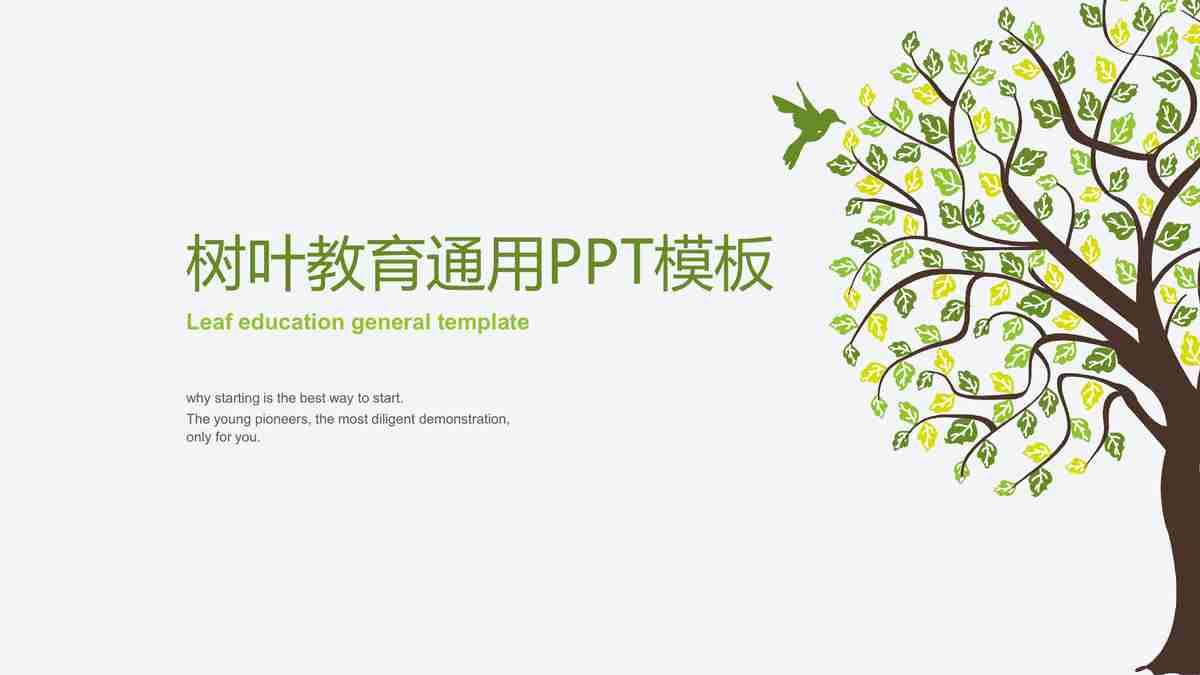 树叶教育通用PPT模板
Leaf education general template
why starting is the best way to start.
The young pioneers, the most diligent demonstration,
only for you.